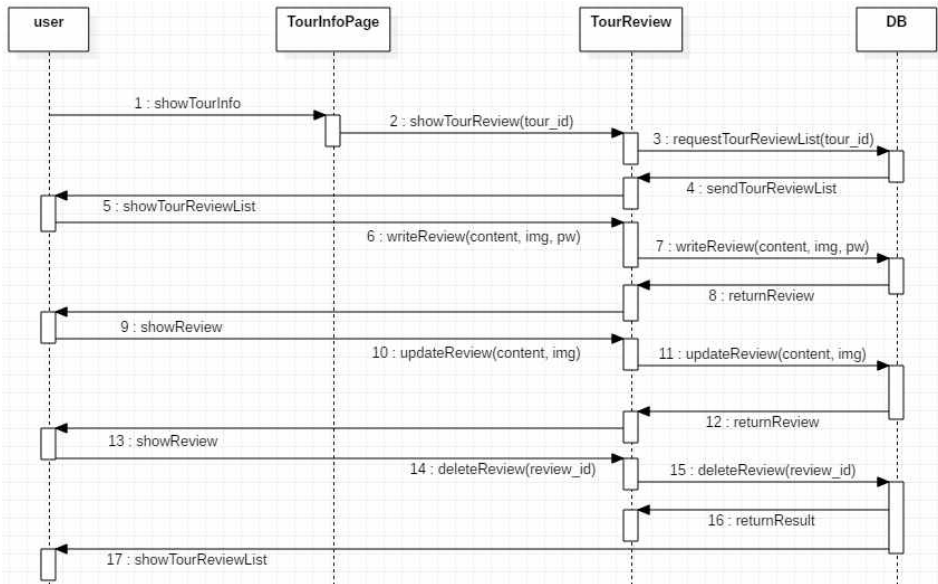 user
TourInfoPage
TourReview
DB
1 : showTourInfo
2 : showTourReview(tour_id)
3 : requestTourReviewList(tour_id)
4 : sendTourReviewList
5 : showTourReviewList
6 : writeReview(content, img, pw)
7 : writeReview(content, img, pw)
8 : returnReview
9 : showReview
10 : updateReview(content, img)
11 : updateReview(content, img)
12 : returnReview
13 : showReview
14 : deleteReview(review_id)
15 : deleteReview(review_id)
16 : returnResult
17 : showTourReviewList